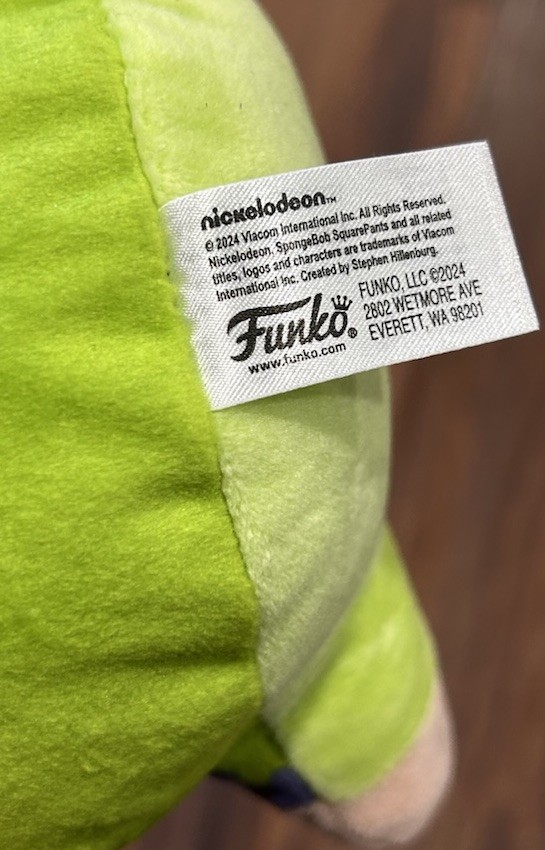 nickelodeon™
© 2024 Viacom International Inc. All Rights Reserved.
Nickelodeon, SpongeBob SquarePants and all related
titles, logos and characters are trademarks of Viacom
International Inc. Created by Stephen Hillenburg.
Funko®
www.funko.com
FUNKO, LLC ©2024
2802 WETMORE AVE
EVERETT, WA 98201